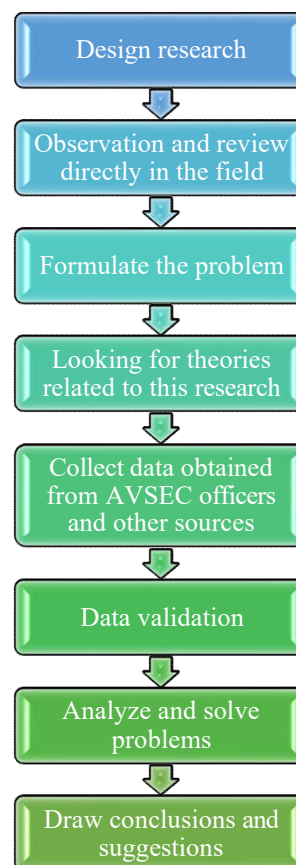 Design research
Observation and review
directly in the field
Formulate the problem
Looking for theories
related to this research
Collect data obtained
from AVSEC officers
and other sources
Data validation
Analyze and solve
problems
Draw conclusions and
suggestions